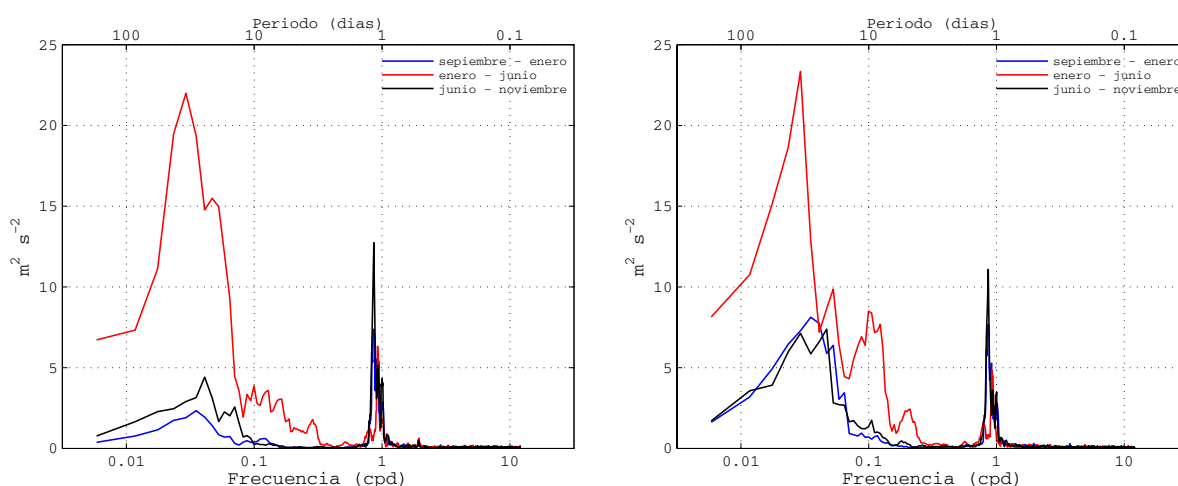 Periodo (dias)
100 10 1 0.1
25
20
15
10
5
0
m² s⁻²
sepiembre - enero
enero - junio
junio - noviembre
0.01 0.1 1 10
Frecuencia (cpd)
Periodo (dias)
100 10 1 0.1
25
20
15
10
5
0
m² s⁻²
septiembre - enero
enero - junio
junio - noviembre
0.01 0.1 1 10
Frecuencia (cpd)